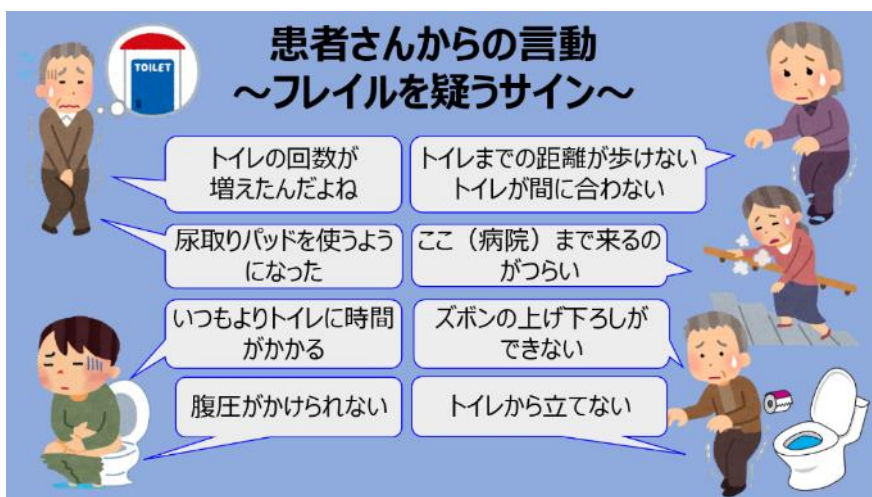 患者さんからの言動
～フレイルを疑うサイン～
TOILET
トイレの回数が
増えたんだよね
トイレまでの距離が歩けない
トイレが間に合わない
尿取りパッドを使うよう
になった
ここ（病院）まで来るの
がつらい
いつもよりトイレに時間
がかかる
ズボンの上げ下ろしが
できない
腹圧がかけられない
トイレから立てない